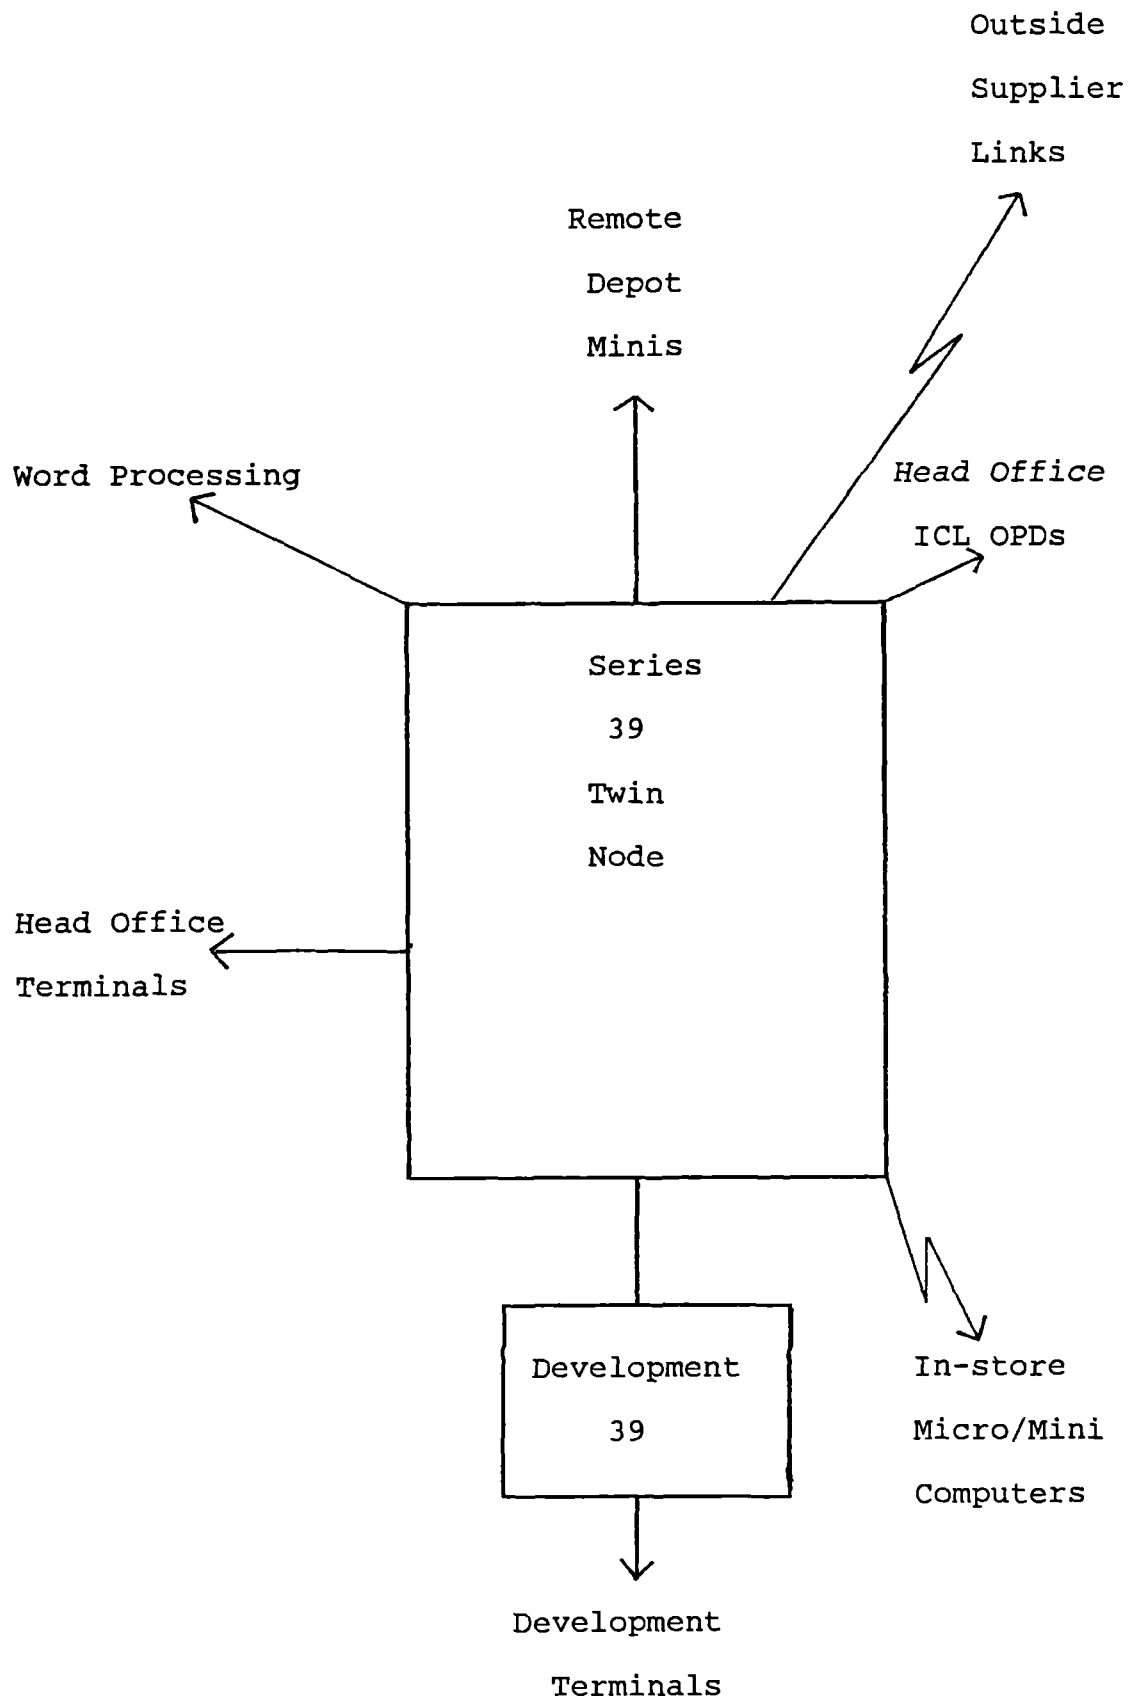 Outside
Supplier
Links
Remote
Depot
Minis
Word Processing
Head Office
ICL OPDs
Series
39
Twin
Node
Head Office
Terminals
Development
39
In-store
Micro/Mini
Computers
Development
Terminals